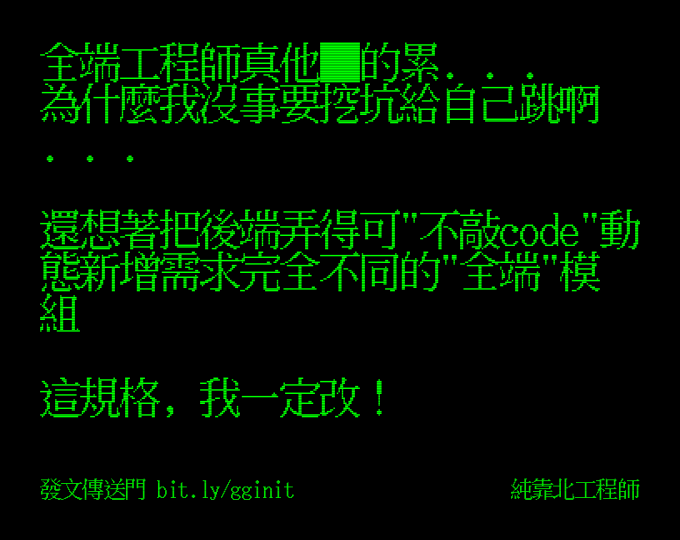 全端工程師真他██的累...
為什麼我沒事要挖坑給自己跳啊
...
還想著把後端弄得可"不敲code"動
態新增需求完全不同的"全端"模
組
這規格，我一定改！
發文傳送門 bit.ly/gginit
純靠北工程師